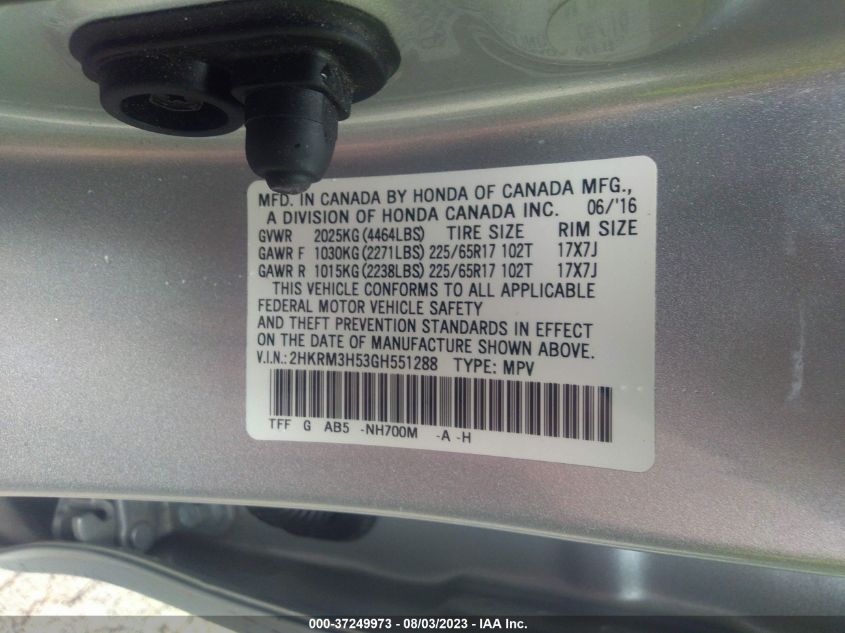 MFD. IN CANADA BY HONDA OF CANADA MFG.,
A DIVISION OF HONDA CANADA INC. 06/'16
GVWR 2025KG(4464LBS) TIRE SIZE RIM SIZE
GAWR F 1030KG(2271LBS) 225/65R17 102T 17X7J
GAWR R 1015KG(2238LBS) 225/65R17 102T 17X7J
THIS VEHICLE CONFORMS TO ALL APPLICABLE
FEDERAL MOTOR VEHICLE SAFETY
AND THEFT PREVENTION STANDARDS IN EFFECT
ON THE DATE OF MANUFACTURE SHOWN ABOVE.
V.I.N.: 2HKRM3H53GH551288 TYPE: MPV
TFF G AB5 -NH700M -A -H
000-37249973 - 08/03/2023 - IAA Inc.